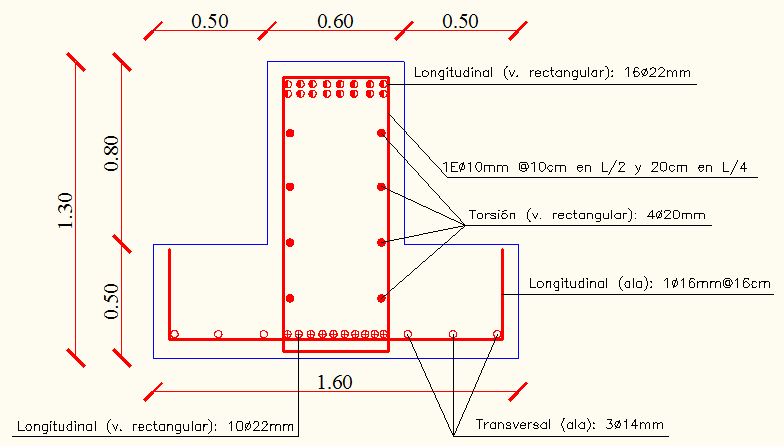 0.50 0.60 0.50
Longitudinal (v. rectangular): 16ø22mm
0.80
1EØ10mm @10cm en L/2 y 20cm en L/4
1.30
Torsión (v. rectangular): 4ø20mm
0.50
Longitudinal (ala): 1ø16mm@16cm
1.60
Longitudinal (v. rectangular): 10ø22mm
Transversal (ala): 3ø14mm